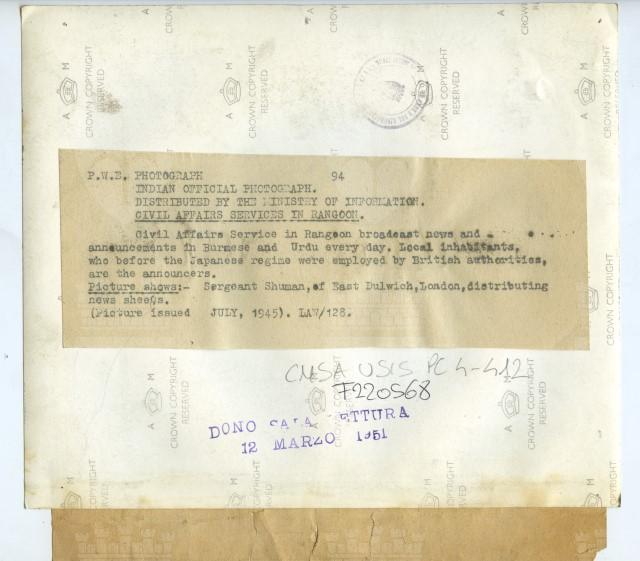 A M
CROWN COPYRIGHT
RESERVED
P.W.E. PHOTOGRAPH 94
INDIAN OFFICIAL PHOTOGRAPH.
DISTRIBUTED BY THE MINISTRY OF INFORMATION.
CIVIL AFFAIRS SERVICES IN RANGOON.
Civil Affairs Service in Rangoon broadcast news and
announcements in Burmese and Urdu every day. Local inhabitants,
who before the Japanese regime were employed by British authorities,
are the announcers.
Picture shows:- Sergeant Shuman, of East Dulwich, London, distributing
news sheets.
(Picture issued JULY, 1945). LAW/128.
CMSA USIS PC 4-412
F220568
DONO SALA LETTURA
12 MARZO 1951